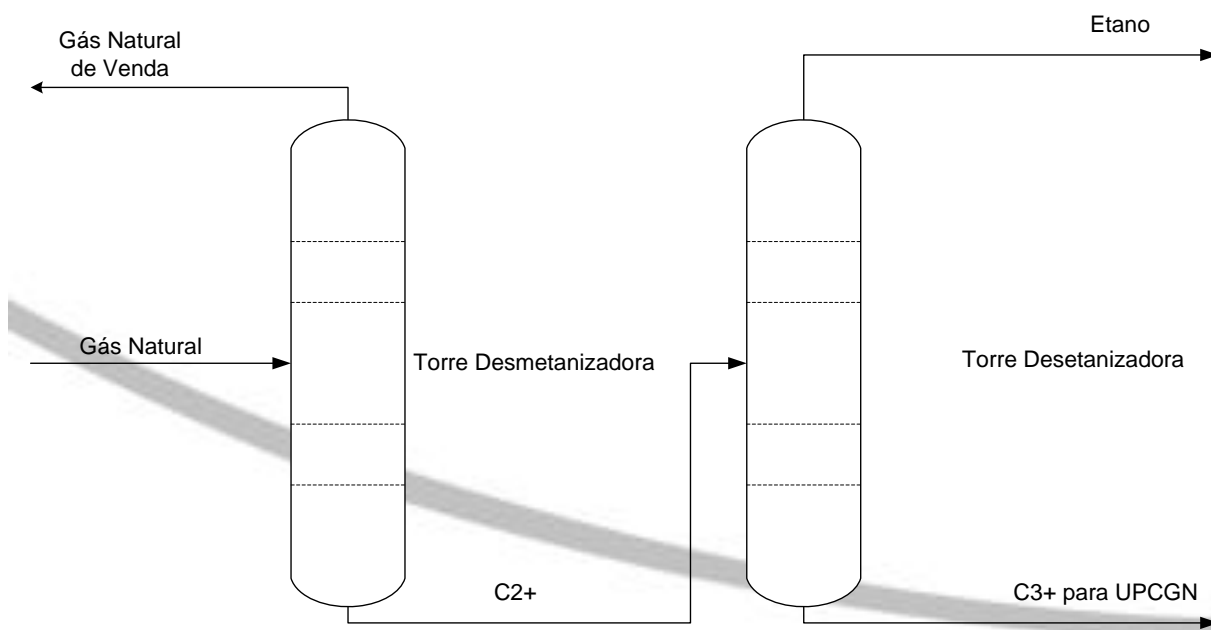 Gás Natural
de Venda
Etano
Gás Natural
Torre Desmetanizadora
Torre Desetanizadora
C2+
C3+ para UPCGN